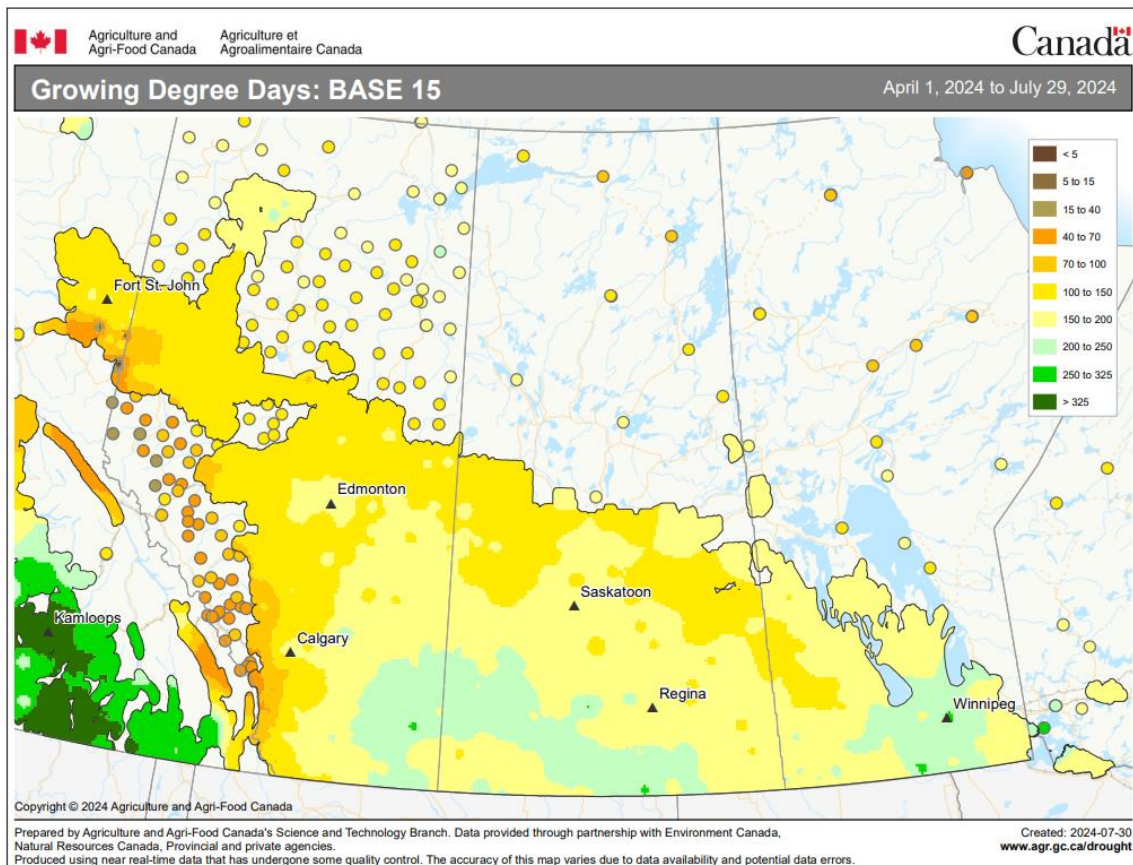 Agriculture and
Agri-Food Canada
Agriculture et
Agroalimentaire Canada
Canada
Growing Degree Days: BASE 15
April 1, 2024 to July 29, 2024
< 5
5 to 15
15 to 40
40 to 70
70 to 100
100 to 150
150 to 200
200 to 250
250 to 325
> 325
Fort St. John
Edmonton
Saskatoon
Kamloops
Calgary
Regina
Winnipeg
Copyright © 2024 Agriculture and Agri-Food Canada
Prepared by Agriculture and Agri-Food Canada's Science and Technology Branch. Data provided through partnership with Environment Canada,
Natural Resources Canada, Provincial and private agencies.
Produced using near real-time data that has undergone some quality control. The accuracy of this map varies due to data availability and potential data errors.
Created: 2024-07-30
www.agr.gc.ca/drought